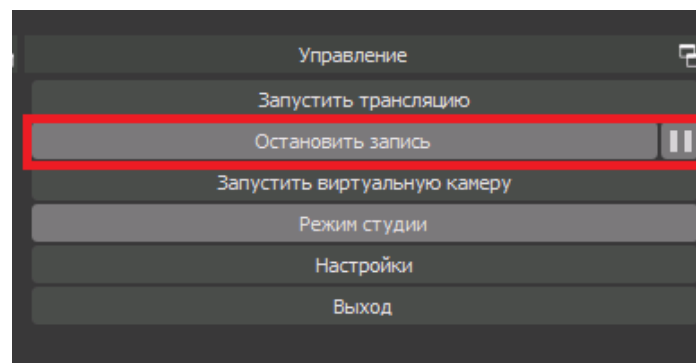 Управление
Запустить трансляцию
Остановить запись
Запустить виртуальную камеру
Режим студии
Настройки
Выход